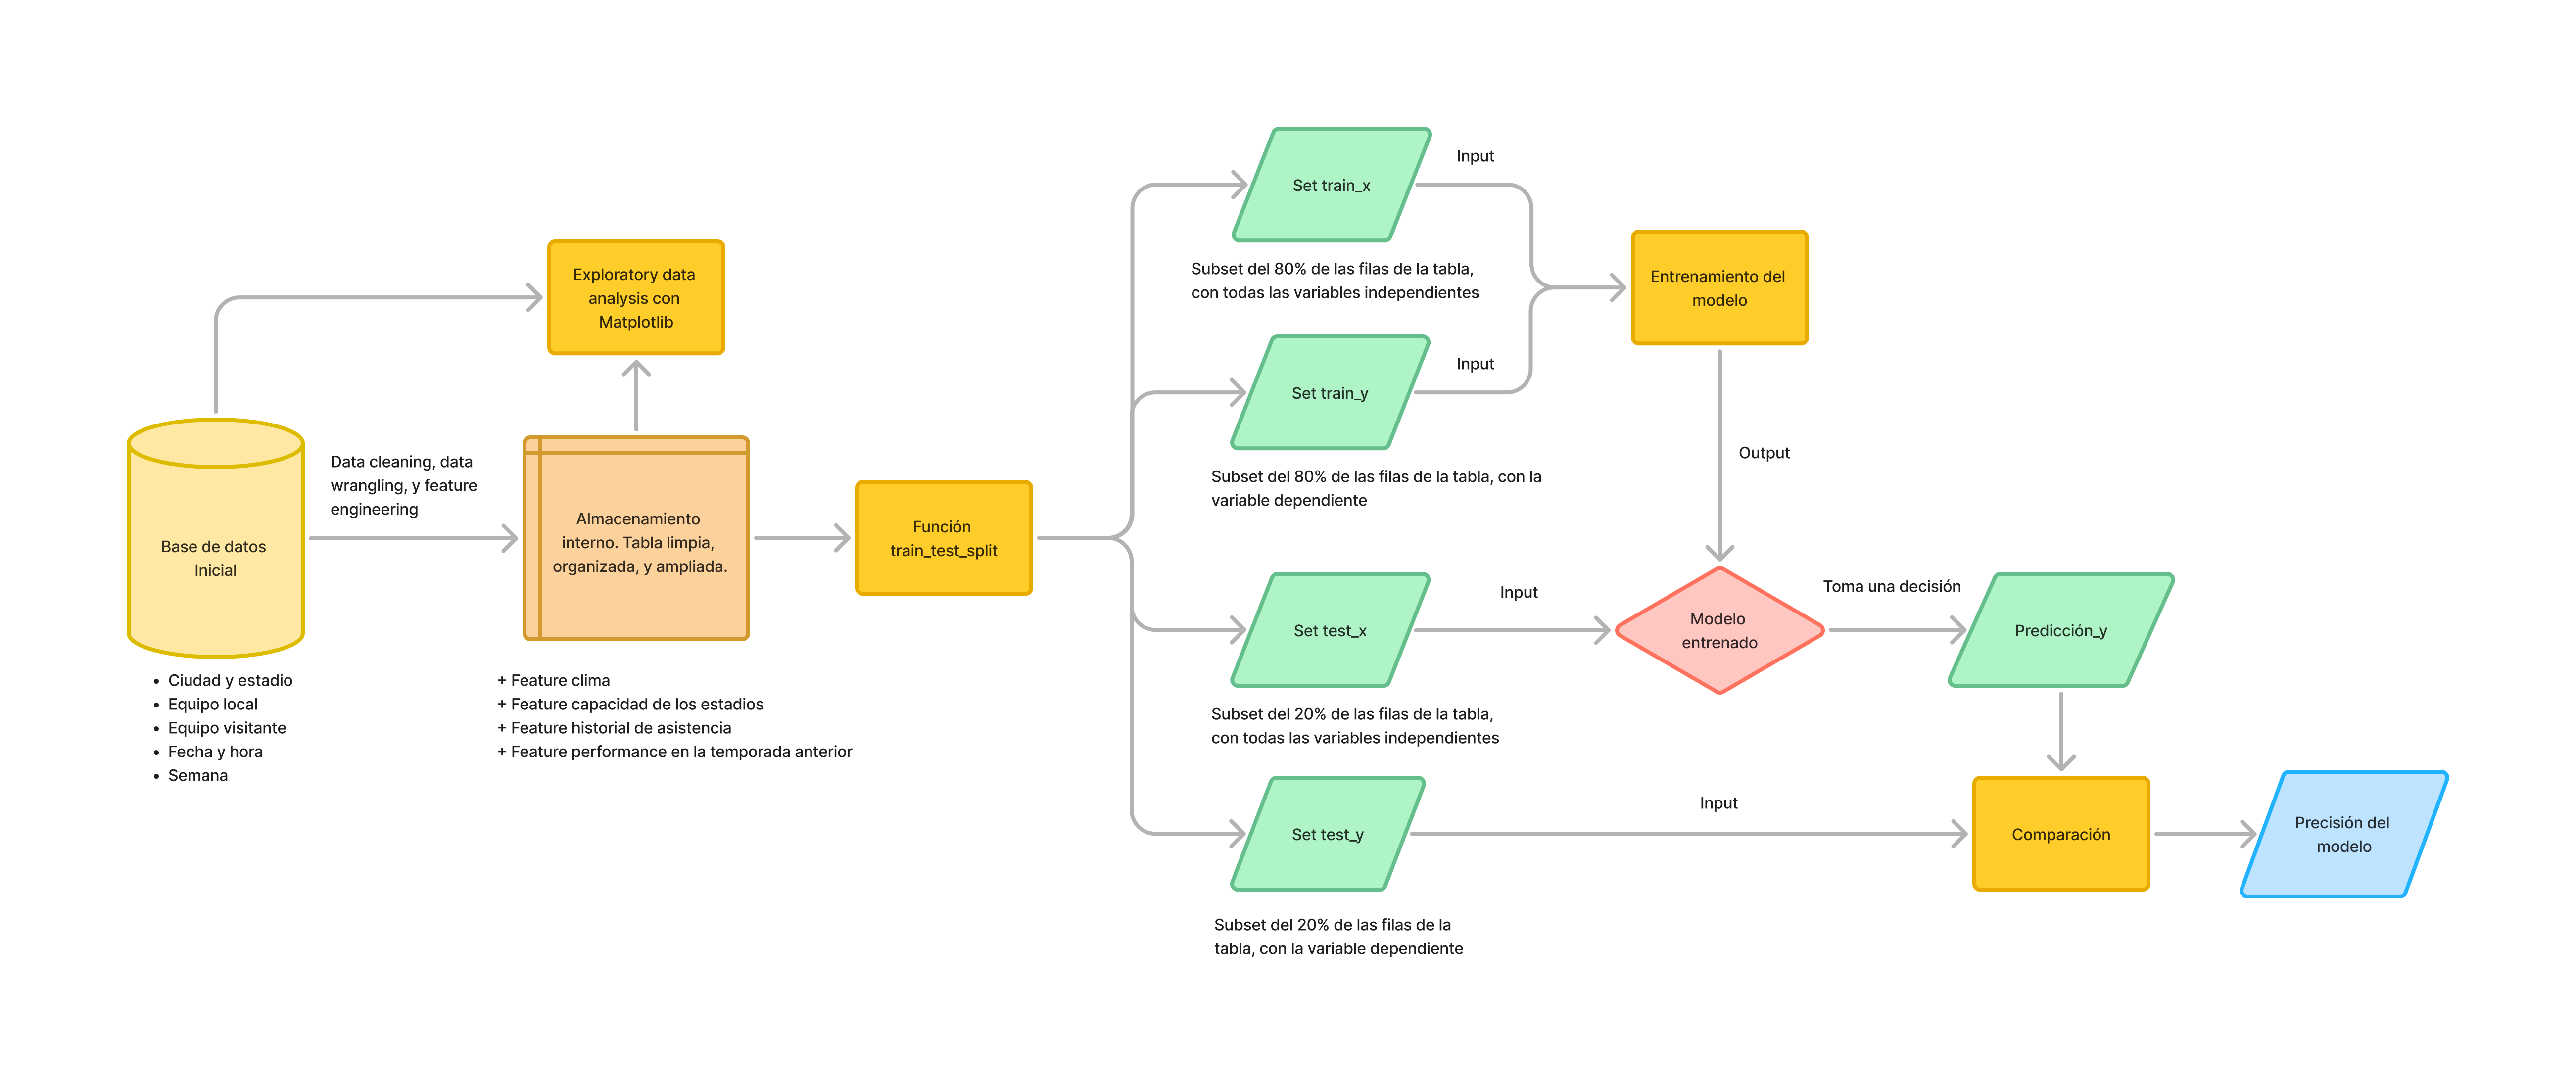 Exploratory data
analysis con
Matplotlib
Base de datos
Inicial
Data cleaning, data
wrangling, y feature
engineering
• Ciudad y estadio
• Equipo local
• Equipo visitante
• Fecha y hora
• Semana
Almacenamiento
interno. Tabla limpia,
organizada, y ampliada.
+ Feature clima
+ Feature capacidad de los estadios
+ Feature historial de asistencia
+ Feature performance en la temporada anterior
Función
train_test_split
Set train_x
Input
Subset del 80% de las filas de la tabla,
con todas las variables independientes
Set train_y
Input
Subset del 80% de las filas de la tabla, con la
variable dependiente
Entrenamiento del
modelo
Output
Set test_x
Input
Subset del 20% de las filas de la tabla,
con todas las variables independientes
Modelo
entrenado
Toma una decisión
Predicción_y
Set test_y
Input
Subset del 20% de las filas de la
tabla, con la variable dependiente
Comparación
Precisión del
modelo